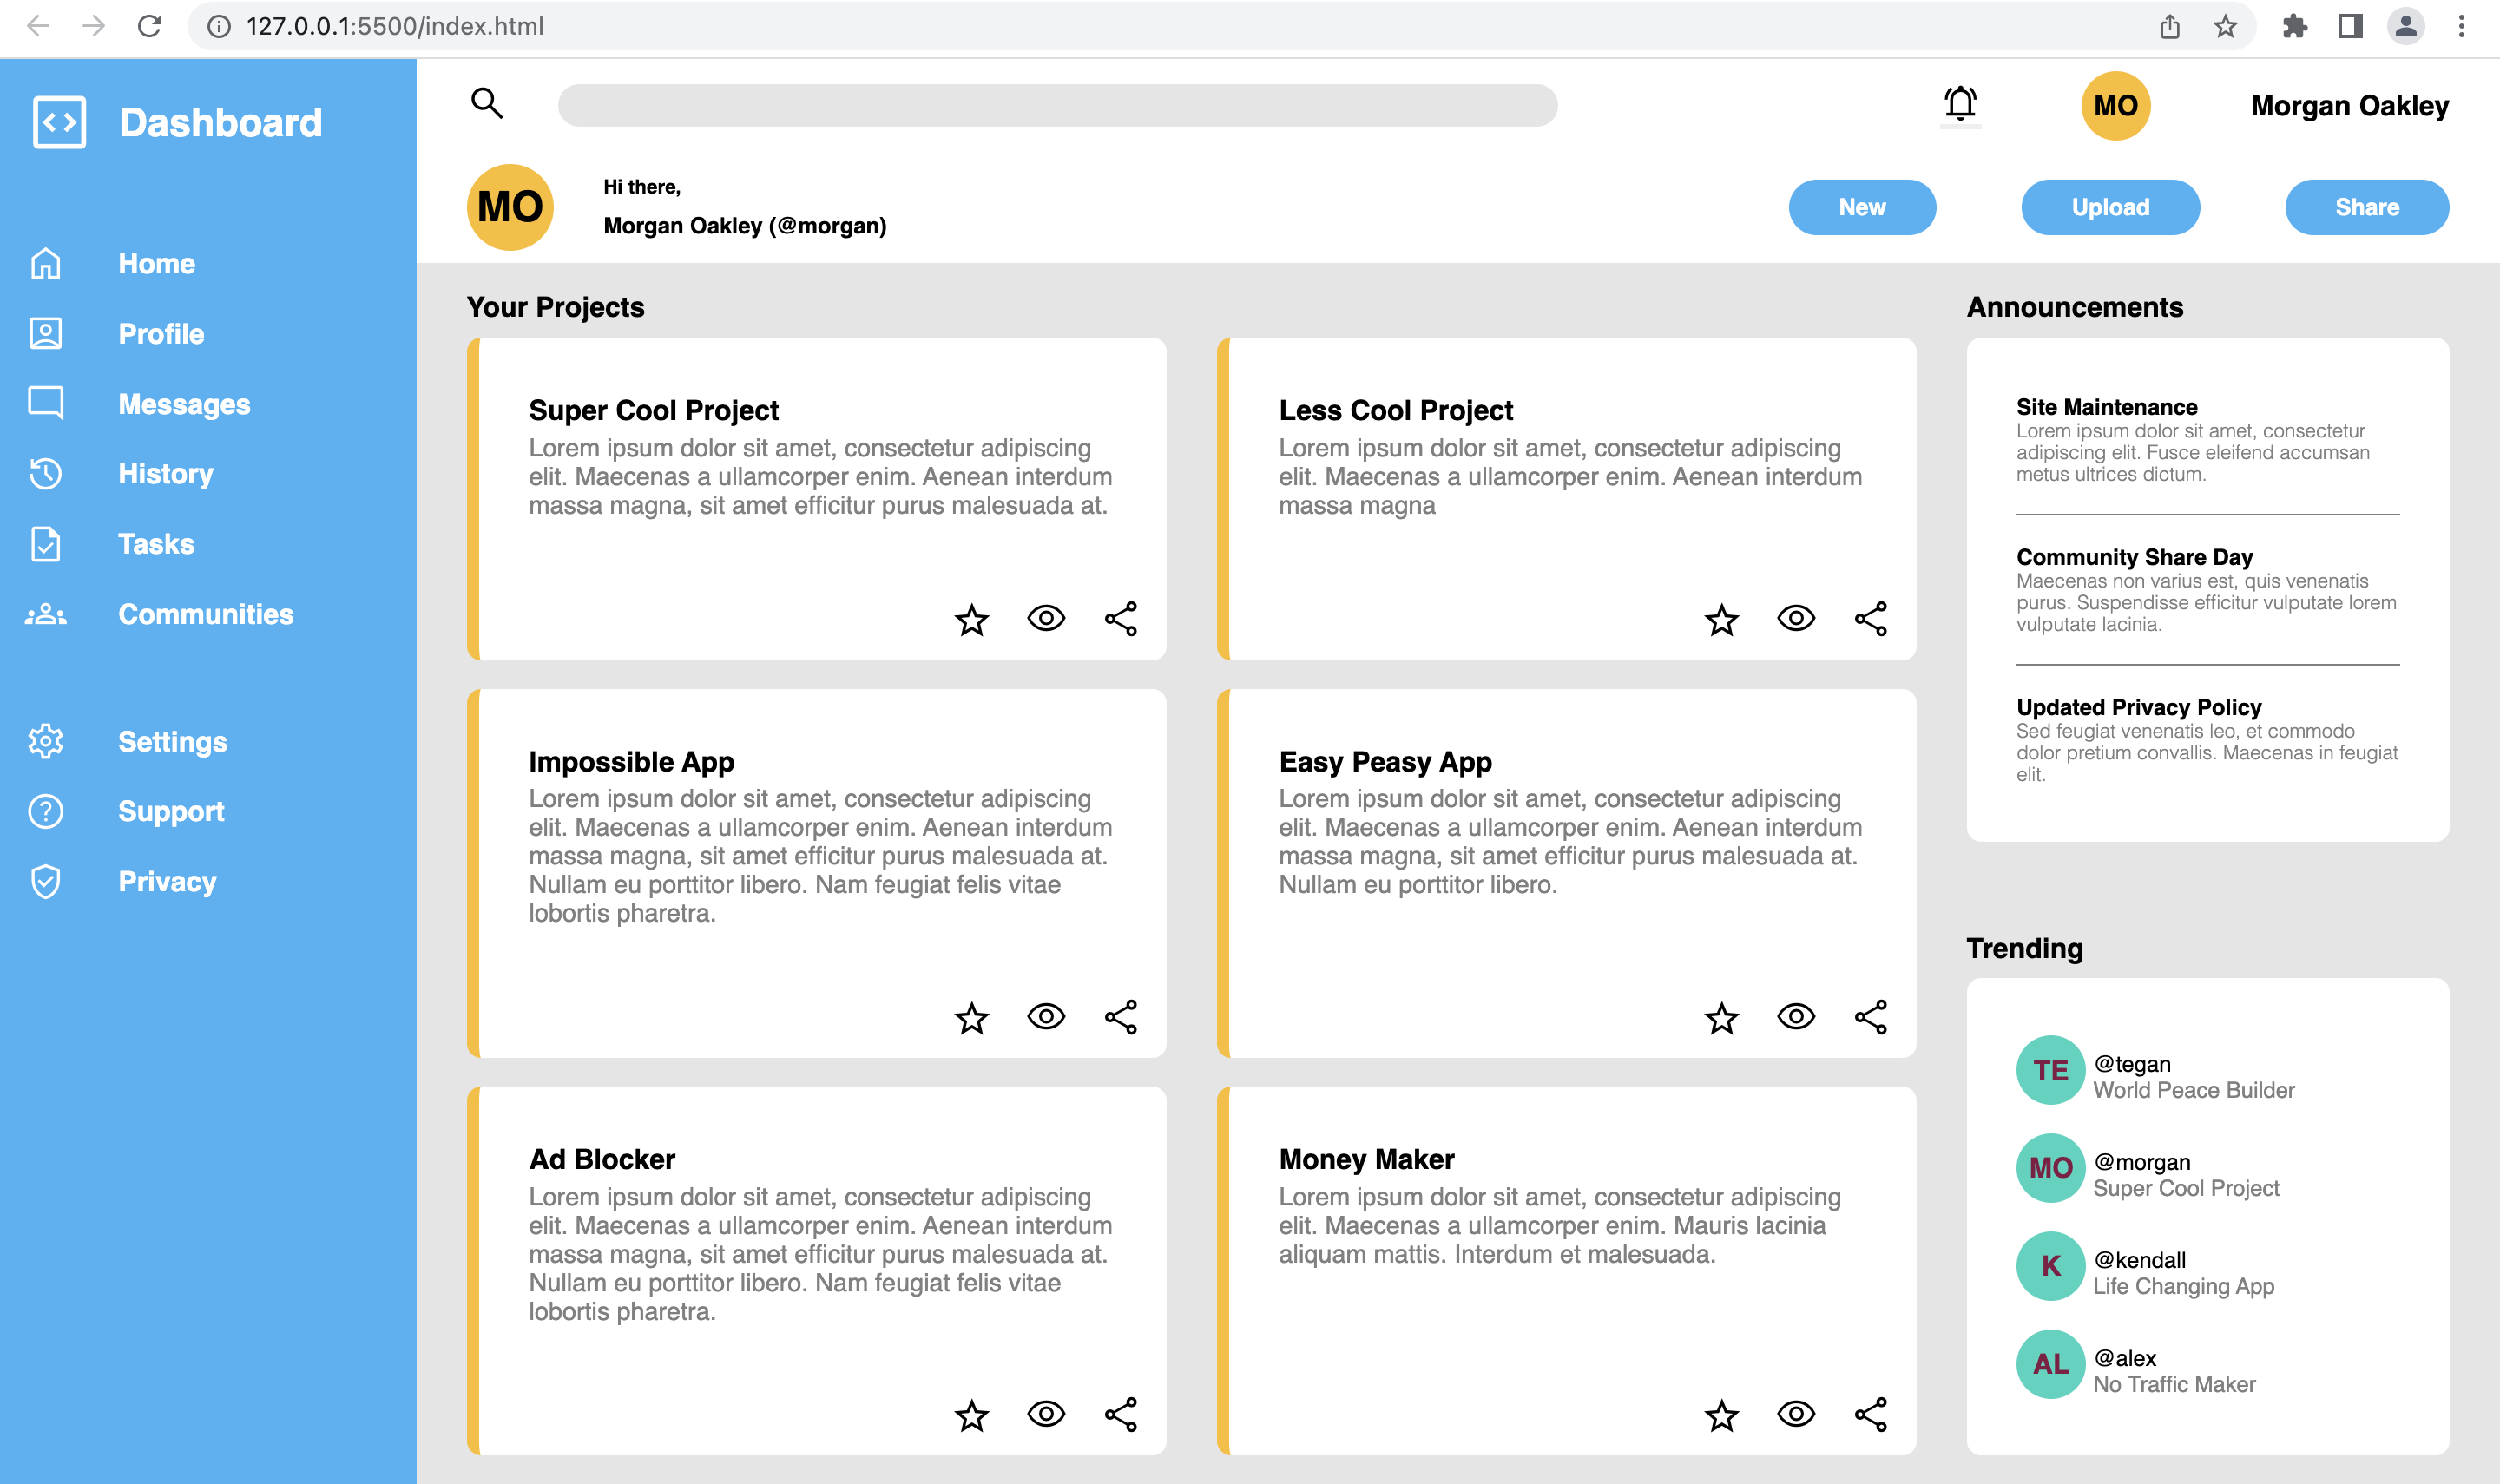 127.0.0.1:5500/index.html
Dashboard
Home
Profile
Messages
History
Tasks
Communities
Settings
Support
Privacy
MO
Morgan Oakley
MO
Hi there,
Morgan Oakley (@morgan)
New
Upload
Share
Your Projects
Super Cool Project
Lorem ipsum dolor sit amet, consectetur adipiscing
elit. Maecenas a ullamcorper enim. Aenean interdum
massa magna, sit amet efficitur purus malesuada at.
Less Cool Project
Lorem ipsum dolor sit amet, consectetur adipiscing
elit. Maecenas a ullamcorper enim. Aenean interdum
massa magna
Impossible App
Lorem ipsum dolor sit amet, consectetur adipiscing
elit. Maecenas a ullamcorper enim. Aenean interdum
massa magna, sit amet efficitur purus malesuada at.
Nullam eu porttitor libero. Nam feugiat felis vitae
lobortis pharetra.
Easy Peasy App
Lorem ipsum dolor sit amet, consectetur adipiscing
elit. Maecenas a ullamcorper enim. Aenean interdum
massa magna, sit amet efficitur purus malesuada at.
Nullam eu porttitor libero.
Ad Blocker
Lorem ipsum dolor sit amet, consectetur adipiscing
elit. Maecenas a ullamcorper enim. Aenean interdum
massa magna, sit amet efficitur purus malesuada at.
Nullam eu porttitor libero. Nam feugiat felis vitae
lobortis pharetra.
Money Maker
Lorem ipsum dolor sit amet, consectetur adipiscing
elit. Maecenas a ullamcorper enim. Mauris lacinia
aliquam mattis. Interdum et malesuada.
Announcements
Site Maintenance
Lorem ipsum dolor sit amet, consectetur
adipiscing elit. Fusce eleifend accumsan
metus ultrices dictum.
Community Share Day
Maecenas non varius est, quis venenatis
purus. Suspendisse efficitur vulputate lorem
vulputate lacinia.
Updated Privacy Policy
Sed feugiat venenatis leo, et commodo
dolor pretium convallis. Maecenas in feugiat
elit.
Trending
TE
@tegan
World Peace Builder
MO
@morgan
Super Cool Project
K
@kendall
Life Changing App
AL
@alex
No Traffic Maker